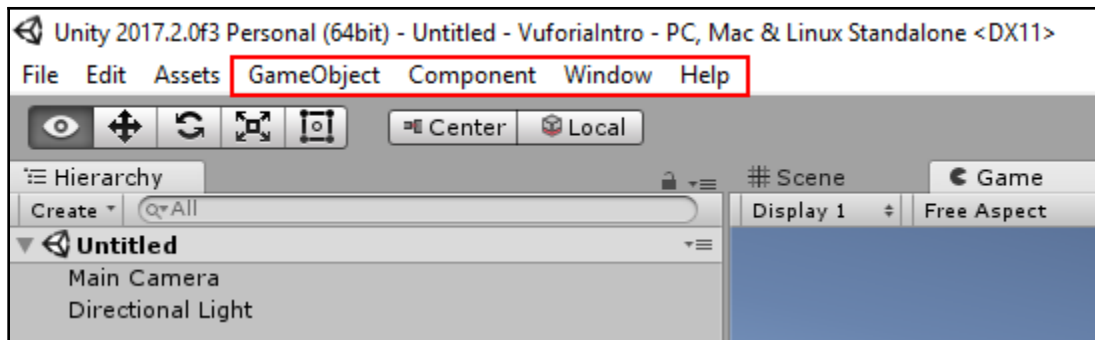 Unity 2017.2.0f3 Personal (64bit) - Untitled - VuforiaIntro - PC, Mac & Linux Standalone <DX11>
File Edit Assets GameObject Component Window Help
Center Local
Hierarchy
Scene Game
Create All
Display 1 Free Aspect
Untitled
Main Camera
Directional Light